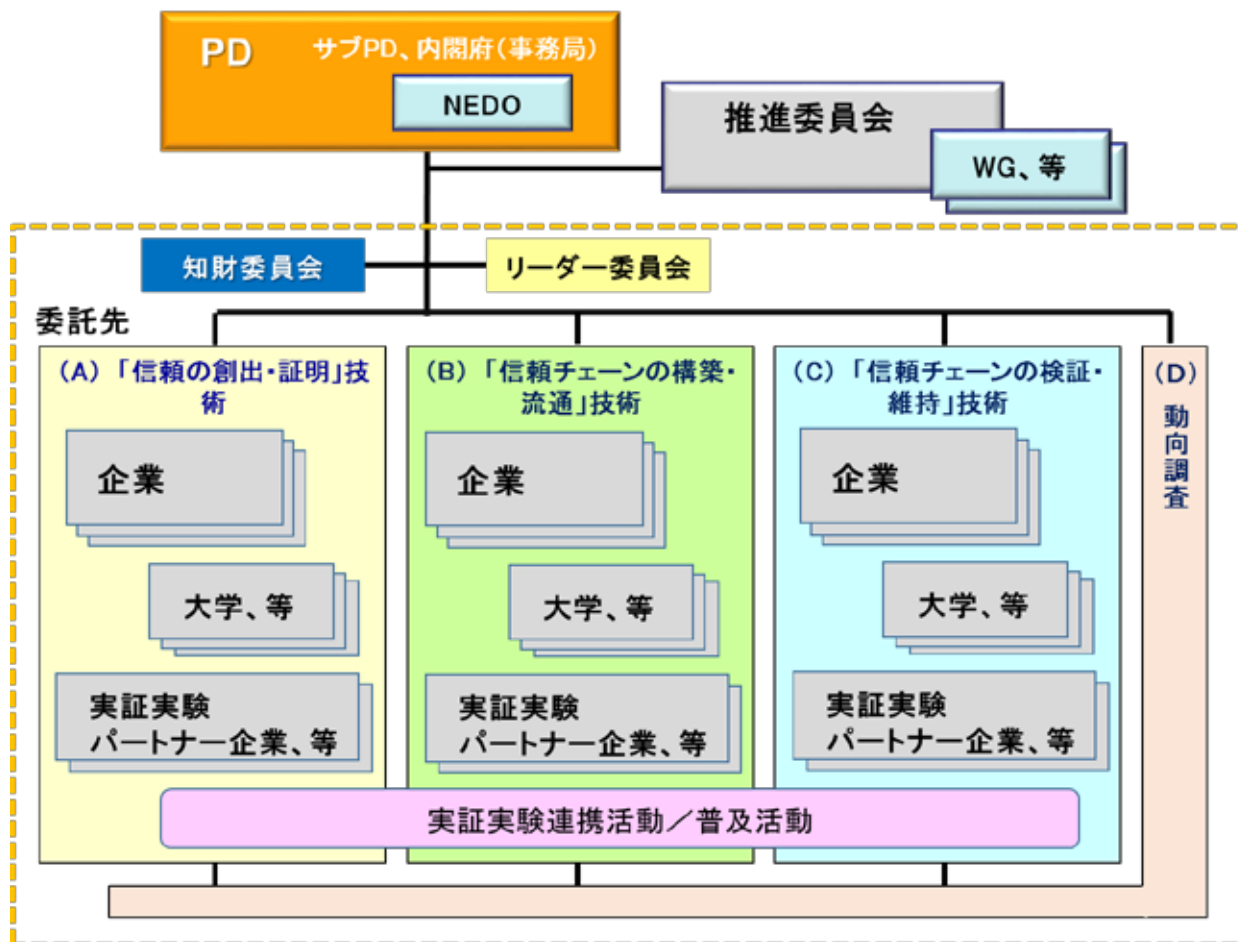 PD
サブPD、内閣府(事務局)
NEDO
推進委員会
WG、等
知財委員会
リーダー委員会
委託先
(A)「信頼の創出・証明」技
術
企業
大学、等
実証実験
パートナー企業、等
(B)「信頼チェーンの構築・
流通」技術
企業
大学、等
実証実験
パートナー企業、等
(C)「信頼チェーンの検証・
維持」技術
企業
大学、等
実証実験
パートナー企業、等
(D)
動向調査
実証実験連携活動/普及活動